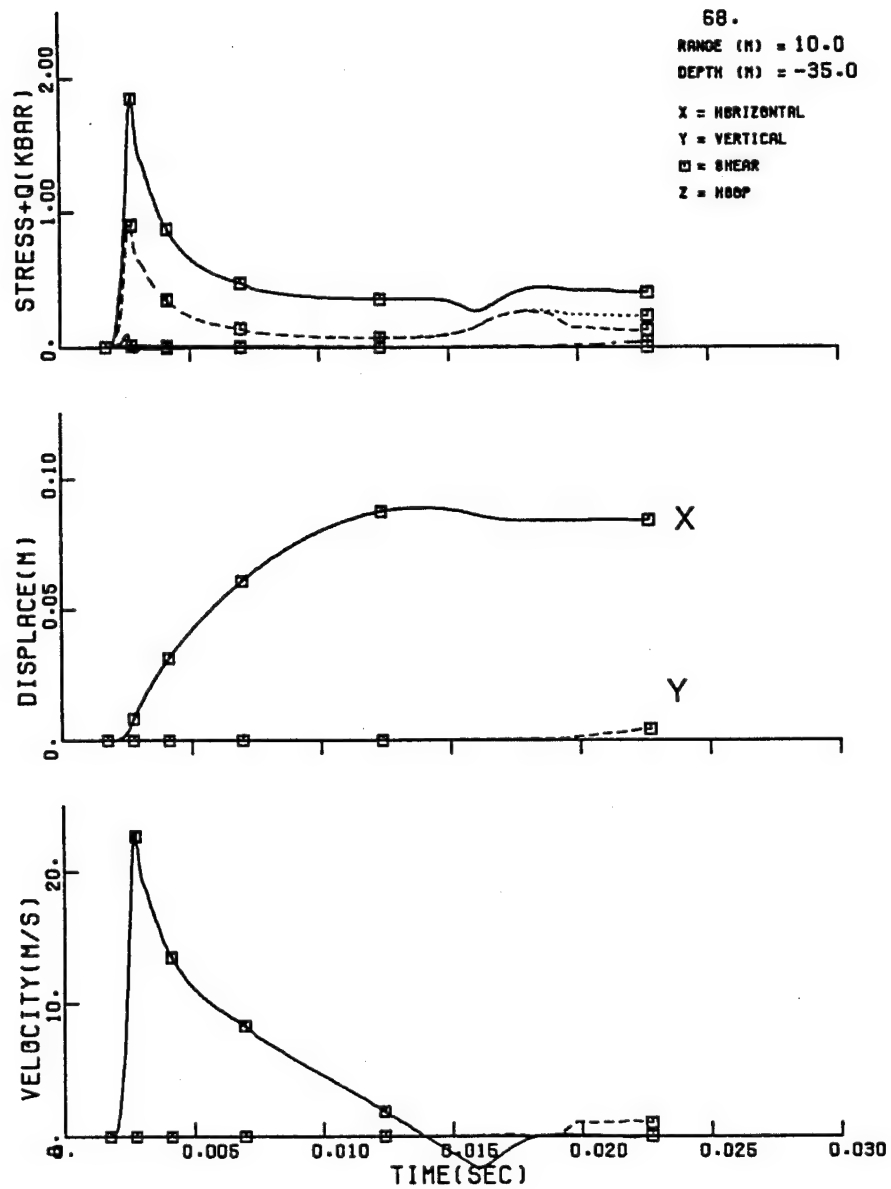 68.
RANGE (M) = 10.0
DEPTH (M) = -35.0
X = HORIZONTAL
Y = VERTICAL
□ = SHEAR
Z = HOOP
STRESS+Q(KBAR)
2.00
1.00
0.
DISPLACE(M)
0.10
0.05
0.
X
Y
VELOCITY(M/S)
20.
10.
0.
0. 0.005 0.010 0.015 0.020 0.025 0.030
TIME(SEC)